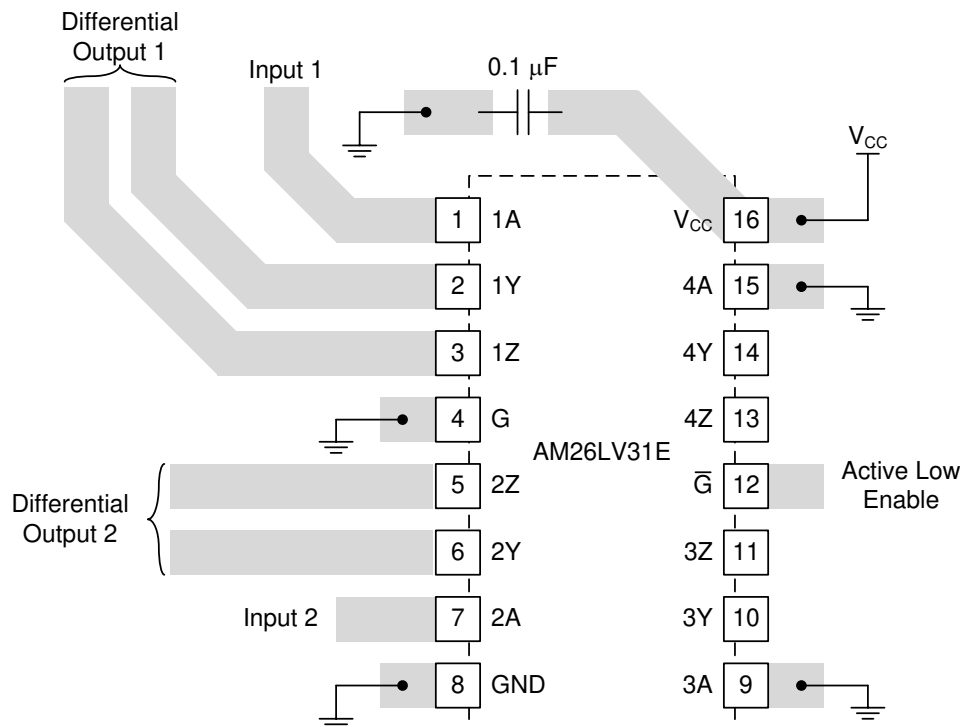 Differential
Output 1
Input 1
0.1 μF
V_CC
1 1A
V_CC 16
2 1Y
4A 15
3 1Z
4Y 14
4 G
4Z 13
AM26LV31E
Differential
Output 2
5 2Z
G̅ 12
Active Low
Enable
6 2Y
3Z 11
Input 2
7 2A
3Y 10
8 GND
3A 9